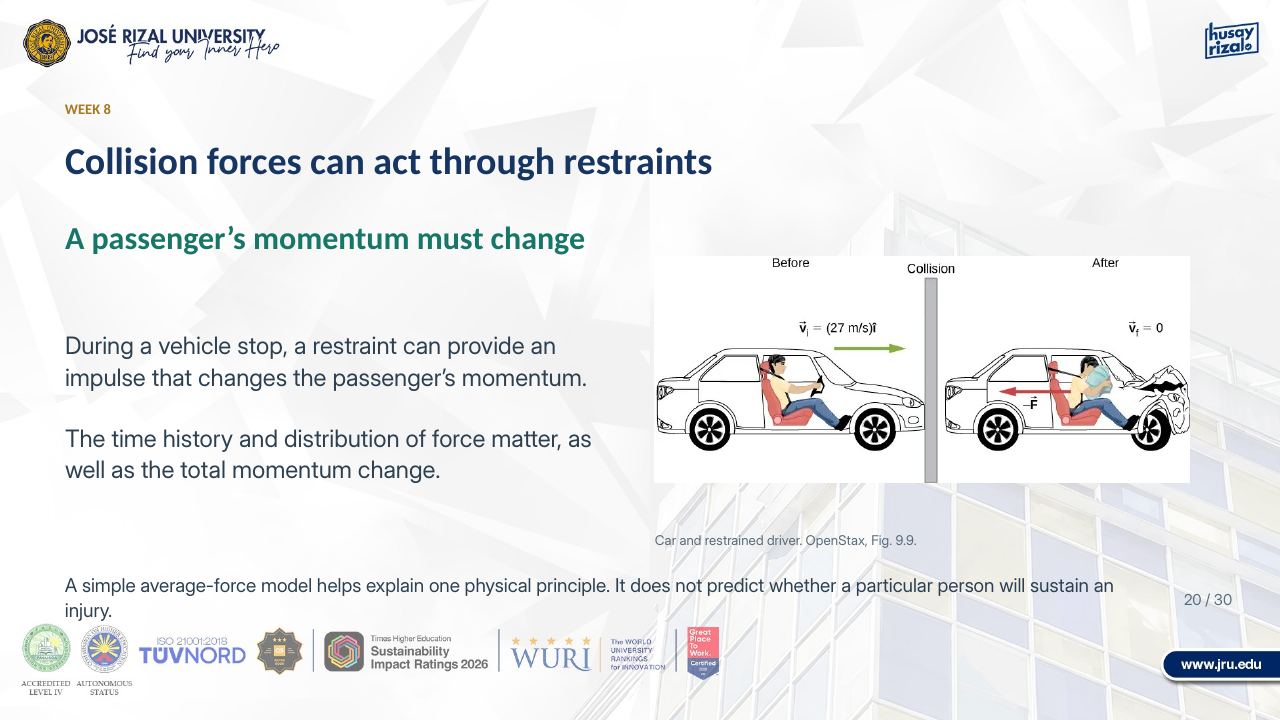 JOSÉ RIZAL UNIVERSITY
Find your Inner Hero
husay
rizal
WEEK 8
Collision forces can act through restraints
A passenger’s momentum must change
During a vehicle stop, a restraint can provide an
impulse that changes the passenger’s momentum.
The time history and distribution of force matter, as
well as the total momentum change.
Before
Collision
After
v⃗i = (27 m/s)î
v⃗f = 0
–F⃗
Car and restrained driver. OpenStax, Fig. 9.9.
A simple average-force model helps explain one physical principle. It does not predict whether a particular person will sustain an
injury.
20 / 30
ACCREDITED
LEVEL IV
AUTONOMOUS
STATUS
ISO 21001:2018
TÜVNORD
Times Higher Education
Sustainability
Impact Ratings 2026
WURI
The WORLD
UNIVERSITY
RANKINGS
for INNOVATION
Great
Place
To
Work.
Certified
www.jru.edu